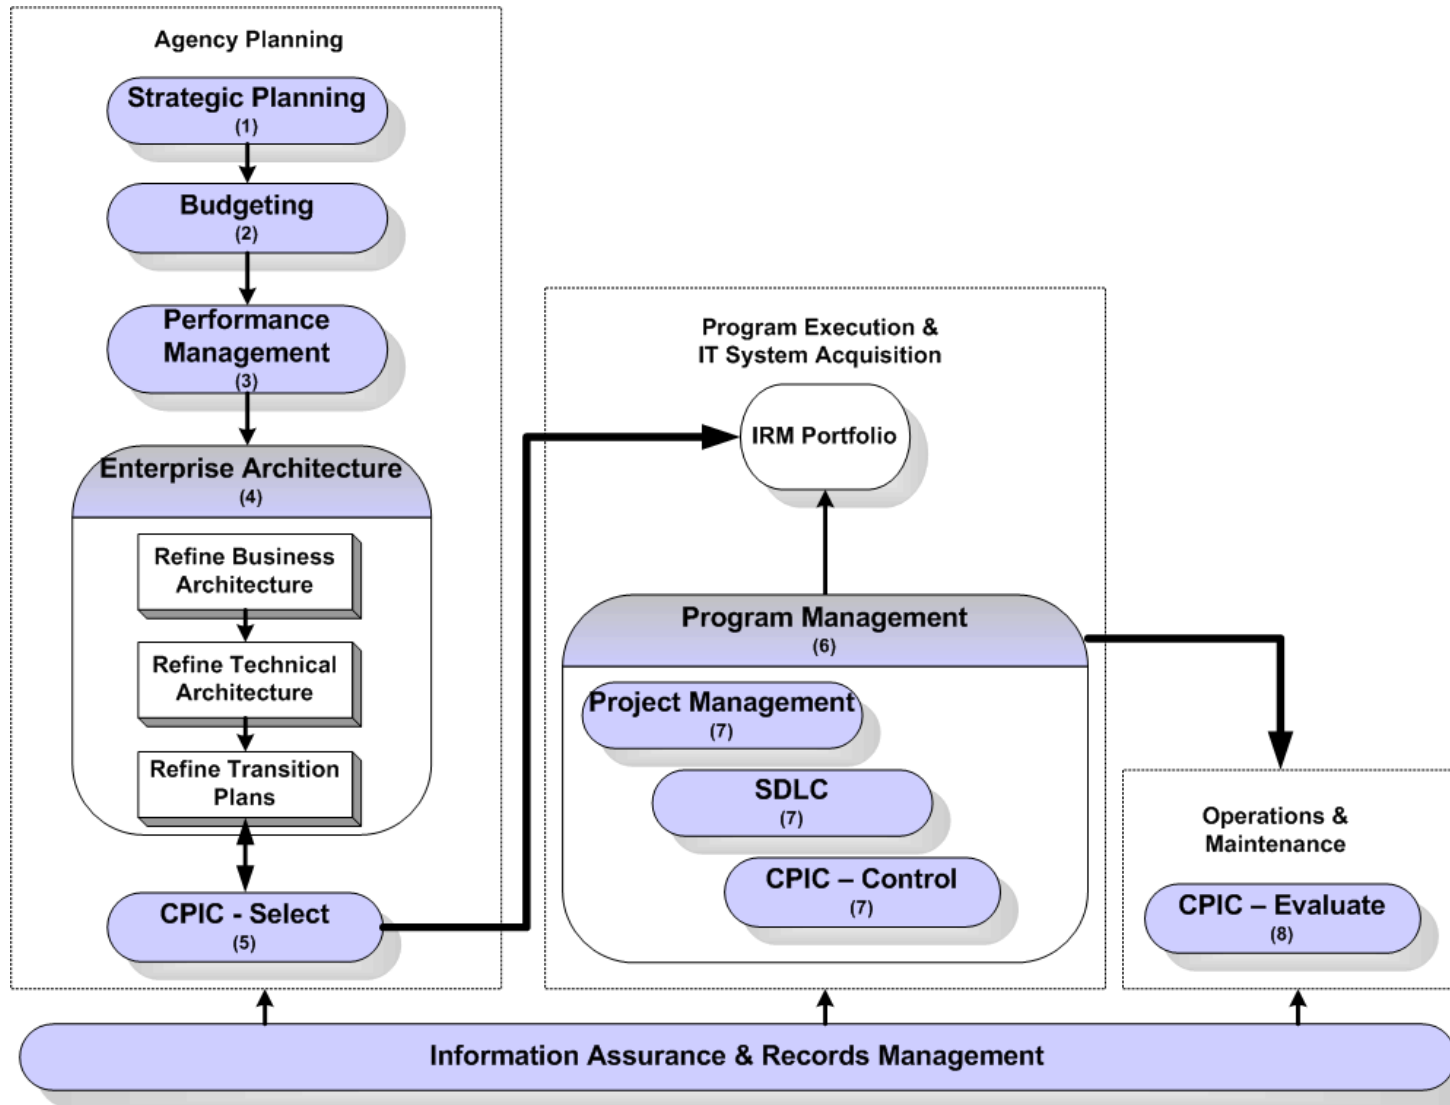 Agency Planning
Strategic Planning
(1)
Budgeting
(2)
Performance
Management
(3)
Enterprise Architecture
(4)
Refine Business
Architecture
Refine Technical
Architecture
Refine Transition
Plans
CPIC - Select
(5)
Program Execution &
IT System Acquisition
IRM Portfolio
Program Management
(6)
Project Management
(7)
SDLC
(7)
CPIC – Control
(7)
Operations &
Maintenance
CPIC – Evaluate
(8)
Information Assurance & Records Management